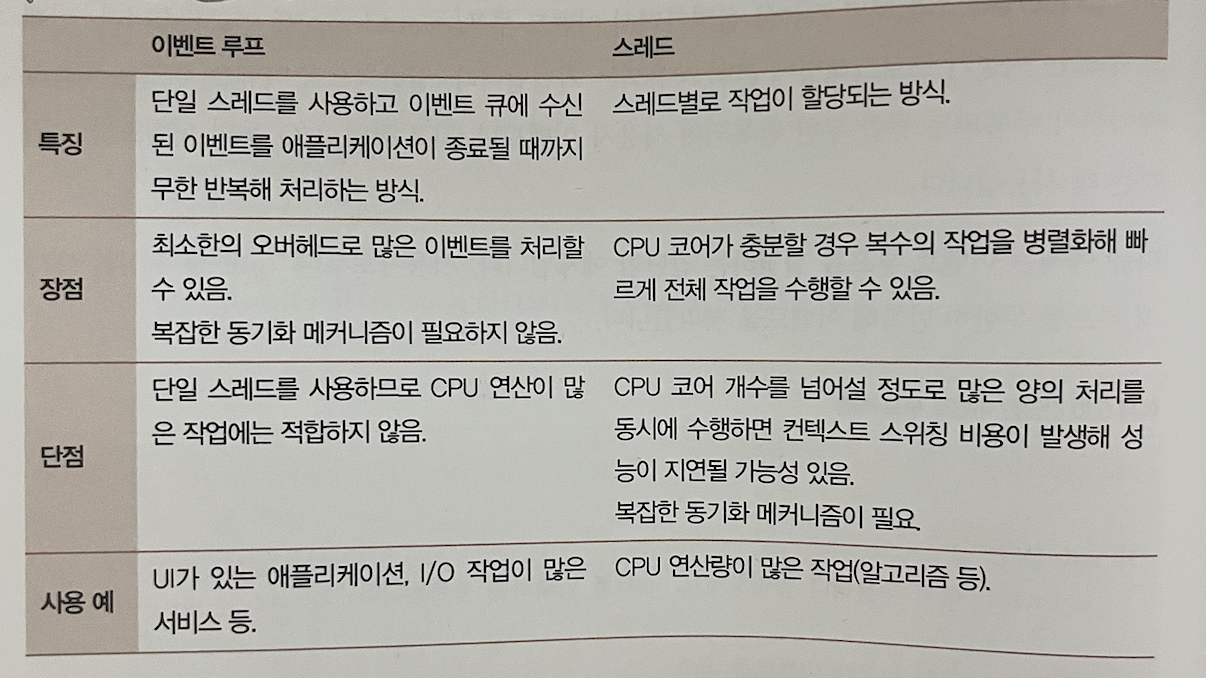 이벤트 루프
스레드
특징
단일 스레드를 사용하고 이벤트 큐에 수신
된 이벤트를 애플리케이션이 종료될 때까지
무한 반복해 처리하는 방식.
스레드별로 작업이 할당되는 방식.
장점
최소한의 오버헤드로 많은 이벤트를 처리할
수 있음.
복잡한 동기화 메커니즘이 필요하지 않음.
CPU 코어가 충분할 경우 복수의 작업을 병렬화해 빠
르게 전체 작업을 수행할 수 있음.
단점
단일 스레드를 사용하므로 CPU 연산이 많
은 작업에는 적합하지 않음.
CPU 코어 개수를 넘어설 정도로 많은 양의 처리를
동시에 수행하면 컨텍스트 스위칭 비용이 발생해 성
능이 지연될 가능성 있음.
복잡한 동기화 메커니즘이 필요.
사용 예
UI가 있는 애플리케이션, I/O 작업이 많은
서비스 등.
CPU 연산량이 많은 작업(알고리즘 등).